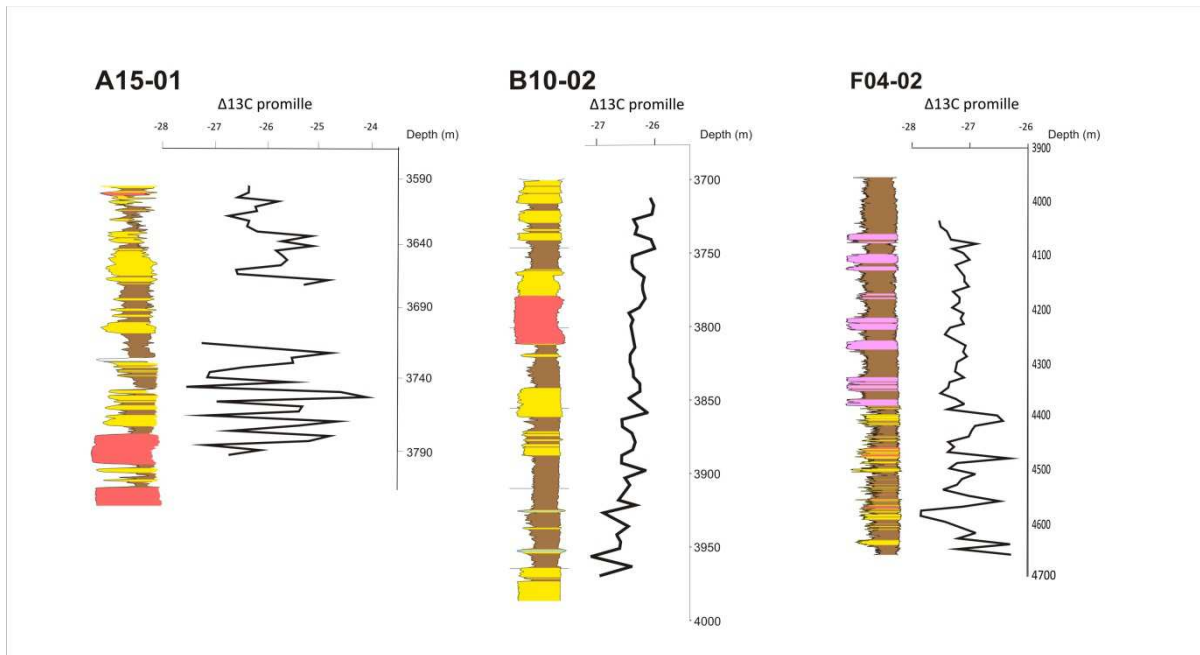 A15-01
Δ13C promille
-28 -27 -26 -25 -24
Depth (m)
3590
3640
3690
3740
3790
B10-02
Δ13C promille
-27 -26
Depth (m)
3700
3750
3800
3850
3900
3950
4000
F04-02
Δ13C promille
-28 -27 -26
Depth (m)
3900
4000
4100
4200
4300
4400
4500
4600
4700